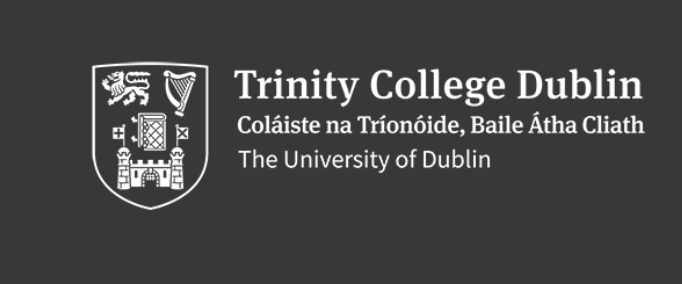 Trinity College Dublin
Coláiste na Tríonóide, Baile Átha Cliath
The University of Dublin